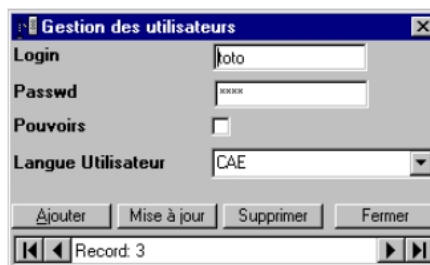 Gestion des utilisateurs
Login toto
Passwd ****
Pouvoirs
Langue Utilisateur CAE
Ajouter Mise à jour Supprimer Fermer
Record: 3